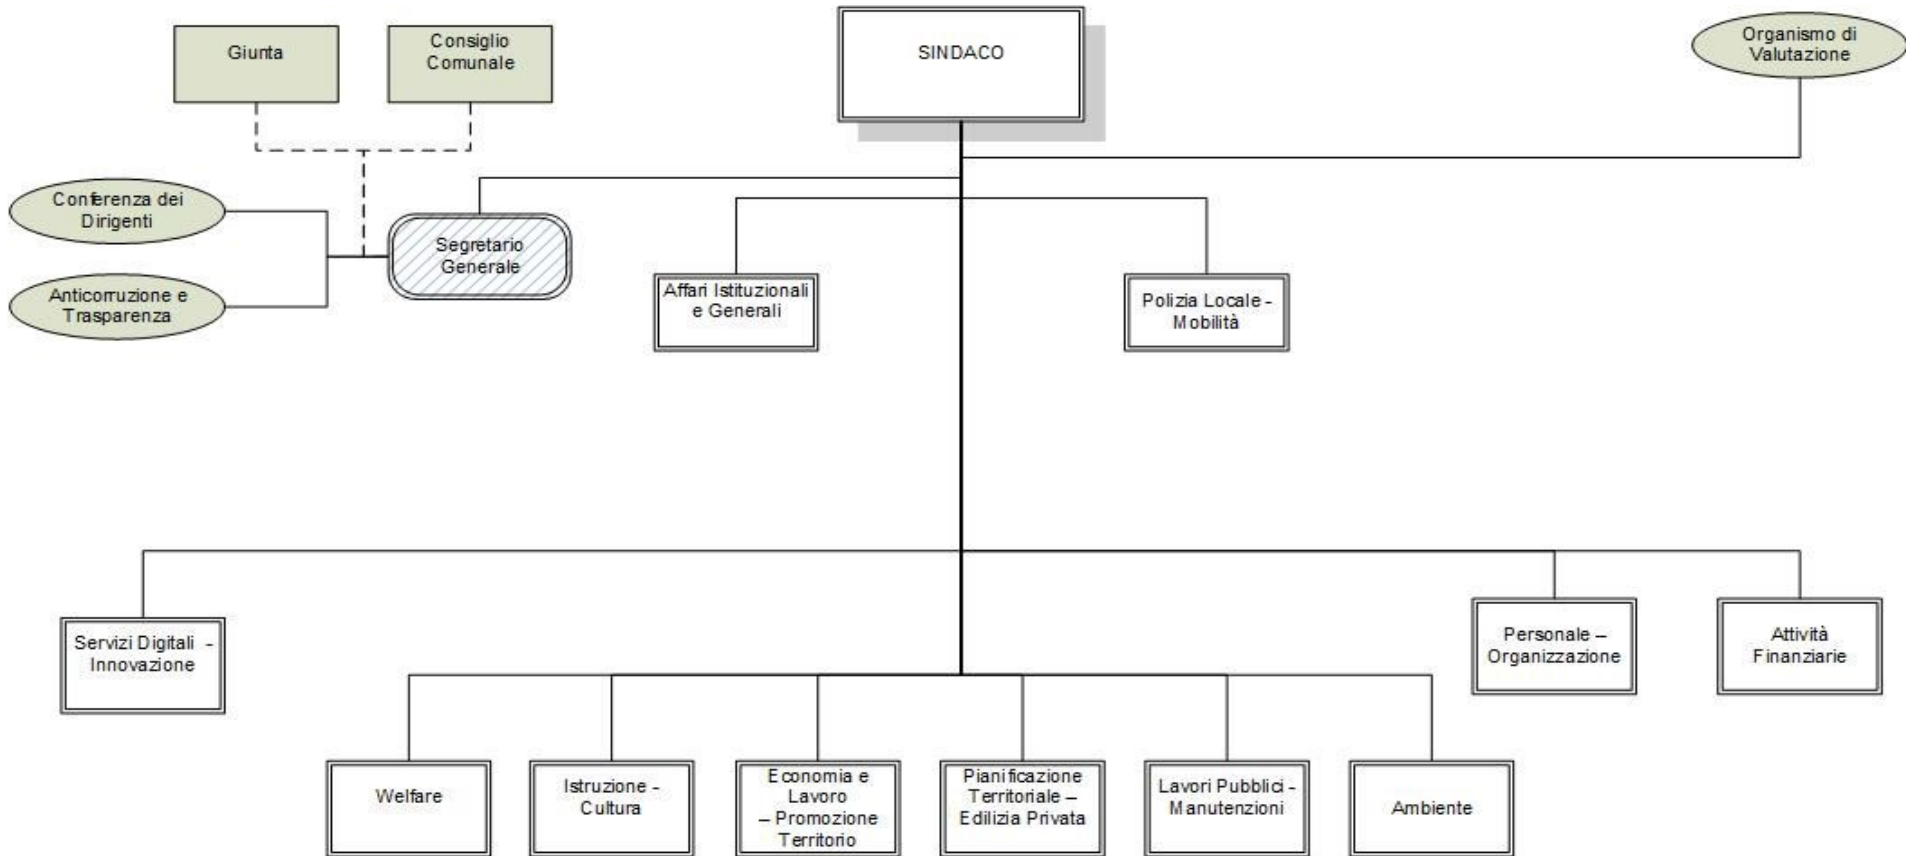 Giunta
Consiglio
Comunale
SINDACO
Organismo di
Valutazione
Conferenza dei
Dirigenti
Segretario
Generale
Anticorruzione e
Trasparenza
Affari Istituzionali
e Generali
Polizia Locale -
Mobilità
Servizi Digitali -
Innovazione
Personale –
Organizzazione
Attività
Finanziarie
Welfare
Istruzione -
Cultura
Economia e
Lavoro
– Promozione
Territorio
Pianificazione
Territoriale –
Edilizia Privata
Lavori Pubblici -
Manutenzioni
Ambiente